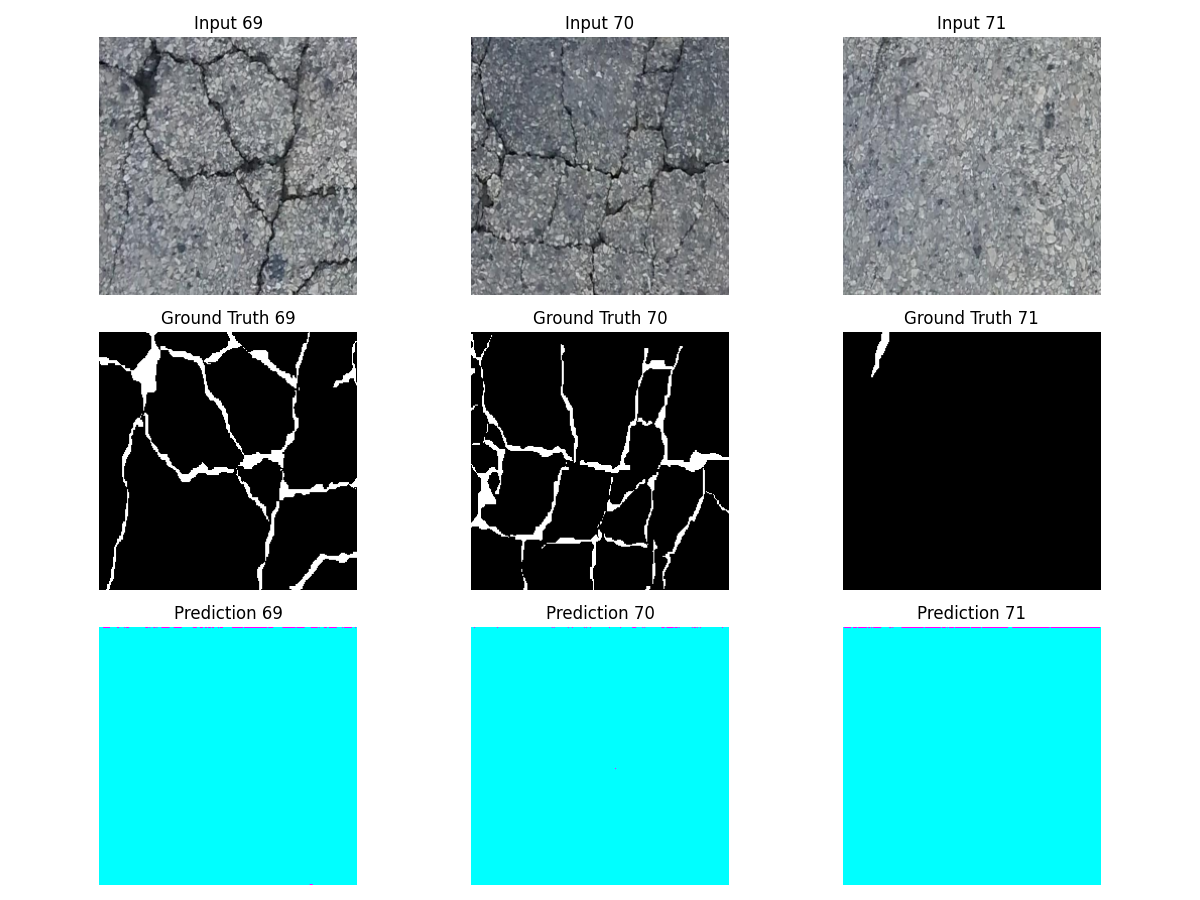 Input 69
Input 70
Input 71
Ground Truth 69
Ground Truth 70
Ground Truth 71
Prediction 69
Prediction 70
Prediction 71